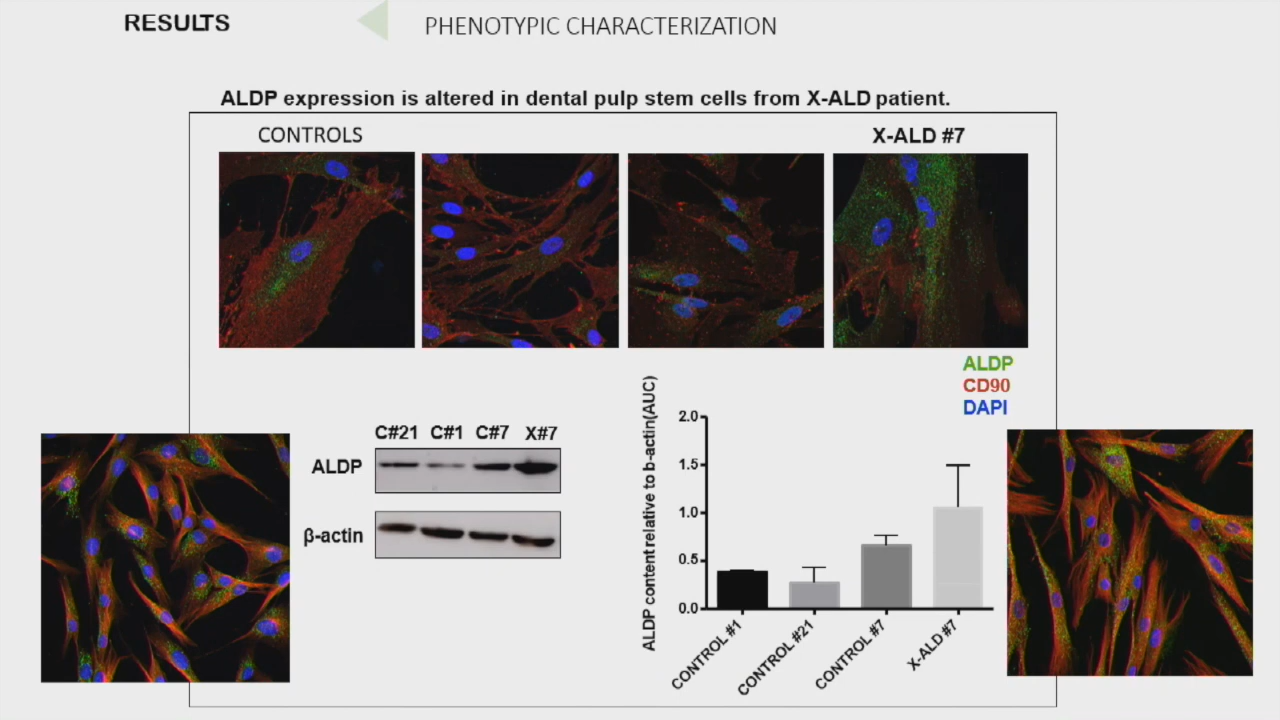 RESULTS
PHENOTYPIC CHARACTERIZATION
ALDP expression is altered in dental pulp stem cells from X-ALD patient.
CONTROLS
X-ALD #7
ALDP
CD90
DAPI
C#21 C#1 C#7 X#7
ALDP
β-actin
ALDP content relative to b-actin(AUC)
2.0
1.5
1.0
0.5
0.0
CONTROL #1
CONTROL #21
CONTROL #7
X-ALD #7